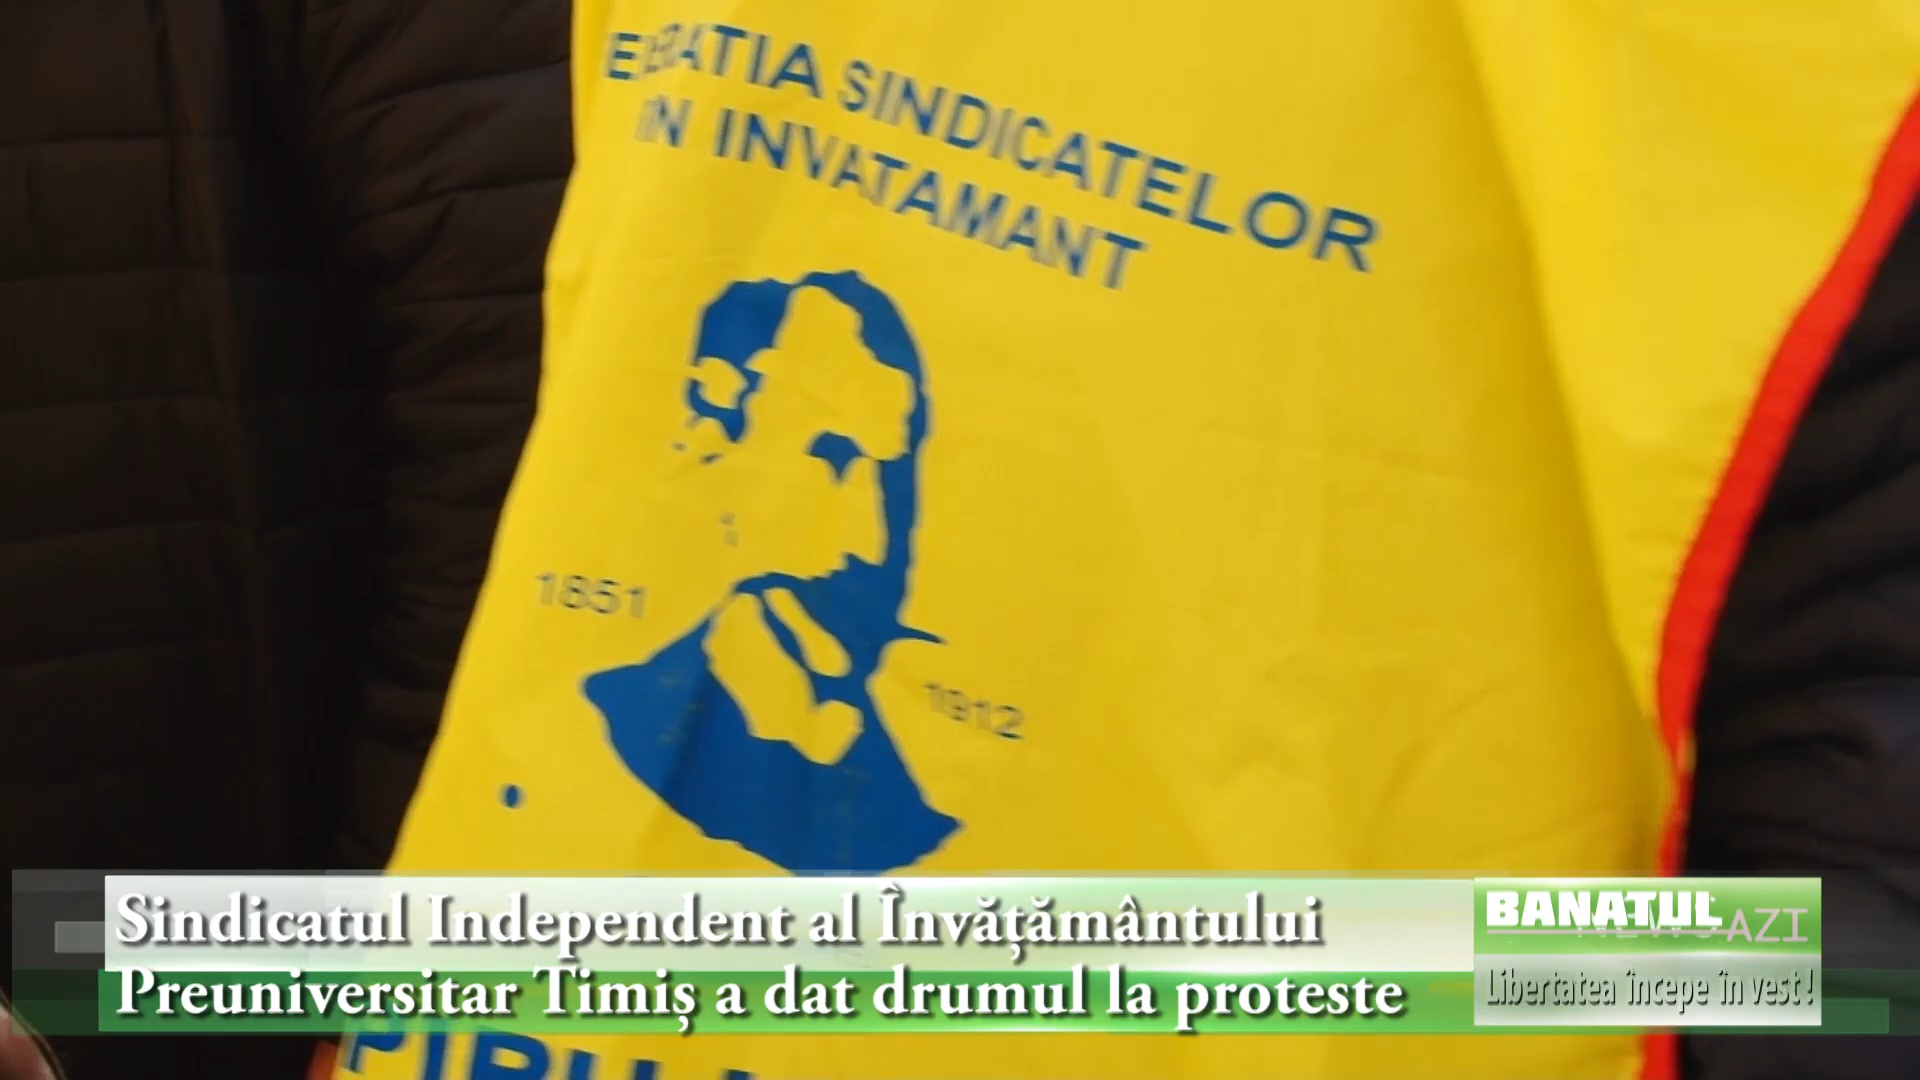 SINDICATELOR
IN INVATAMANT
1851
1912
Sindicatul Independent al Învățământului
Preuniversitar Timiș a dat drumul la proteste
BANATUL
AZI
Libertatea începe în vest!